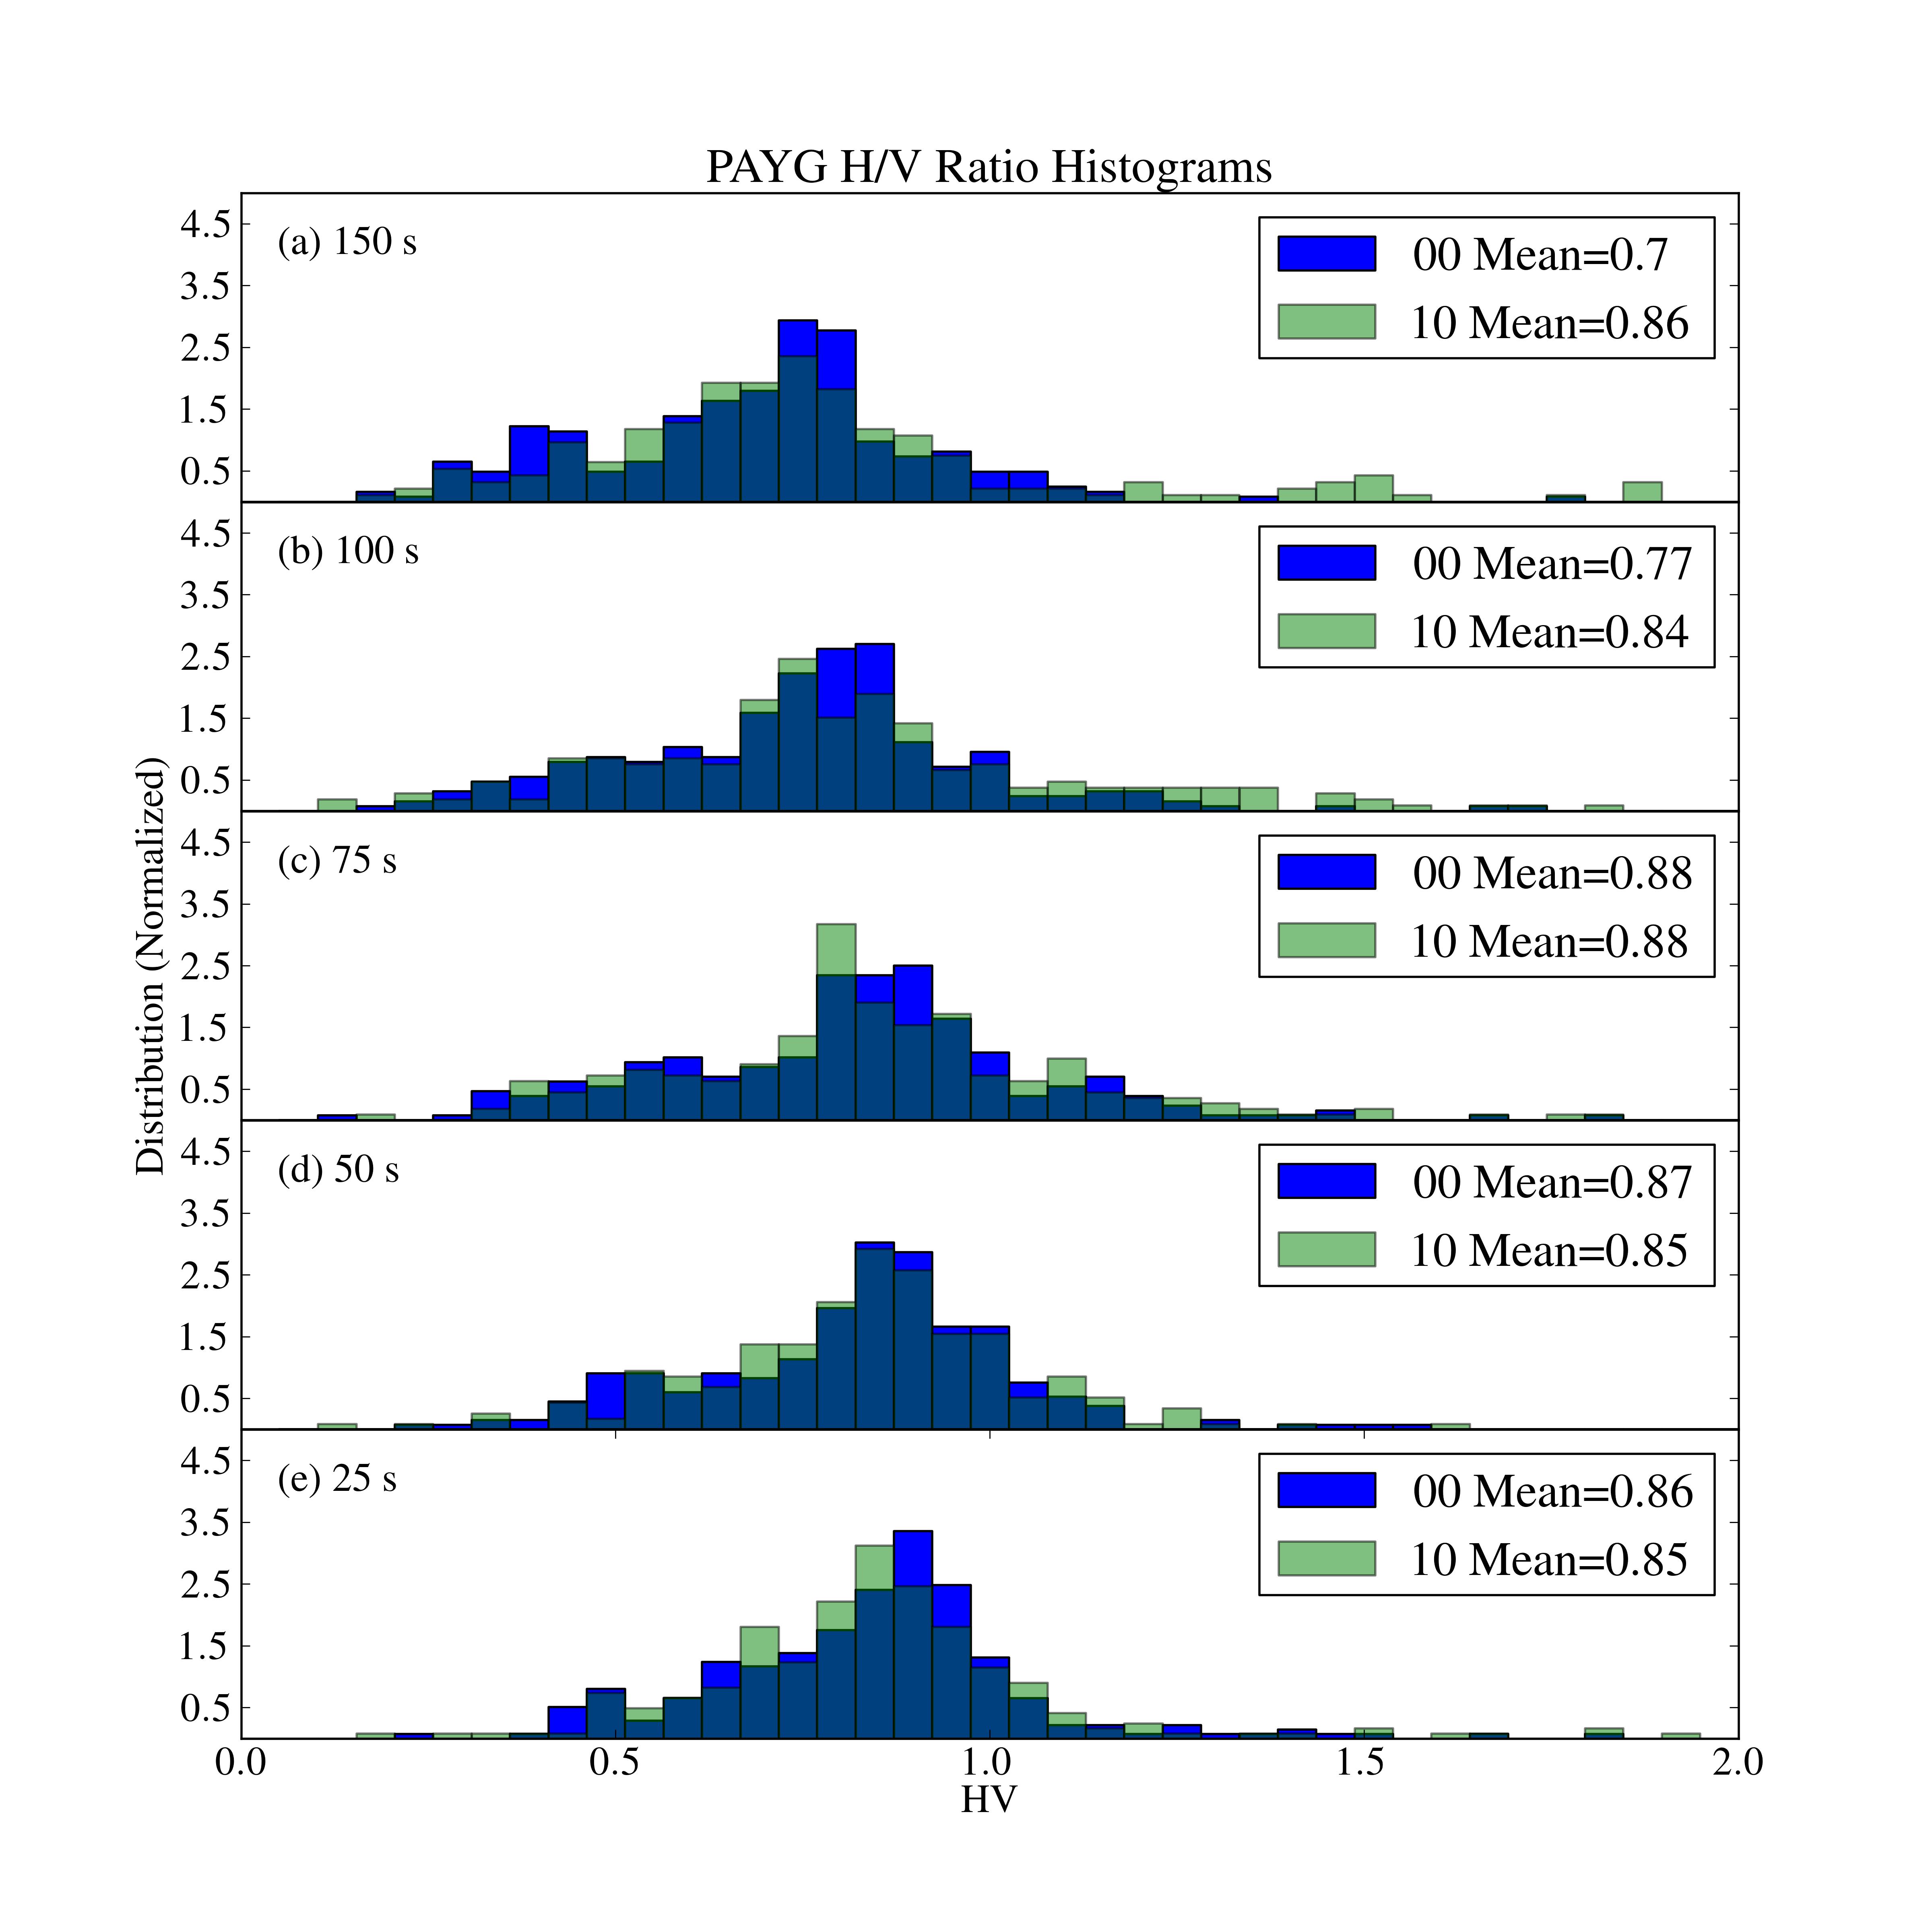 PAYG H/V Ratio Histograms
Distribution (Normalized)
4.5
3.5
2.5
1.5
0.5
(a) 150 s
00 Mean=0.7
10 Mean=0.86
4.5
3.5
2.5
1.5
0.5
(b) 100 s
00 Mean=0.77
10 Mean=0.84
4.5
3.5
2.5
1.5
0.5
(c) 75 s
00 Mean=0.88
10 Mean=0.88
4.5
3.5
2.5
1.5
0.5
(d) 50 s
00 Mean=0.87
10 Mean=0.85
4.5
3.5
2.5
1.5
0.5
(e) 25 s
00 Mean=0.86
10 Mean=0.85
0.0 0.5 1.0 1.5 2.0
HV